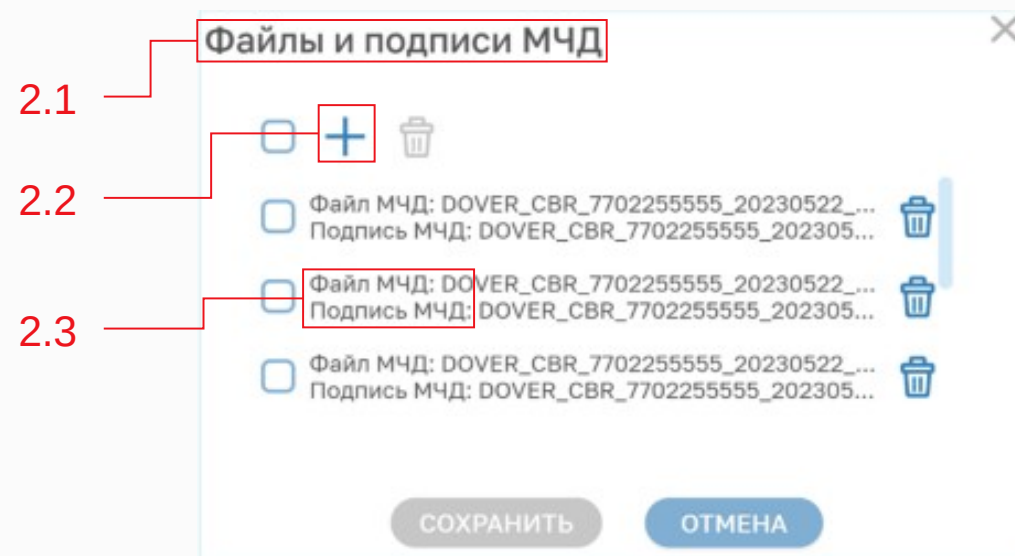 Файлы и подписи МЧД
2.1
2.2
Файл МЧД: DOVER_CBR_7702255555_20230522_...
Подпись МЧД: DOVER_CBR_7702255555_202305...
Файл МЧД: DOVER_CBR_7702255555_20230522_...
Подпись МЧД: DOVER_CBR_7702255555_202305...
2.3
Файл МЧД: DOVER_CBR_7702255555_20230522_...
Подпись МЧД: DOVER_CBR_7702255555_202305...
СОХРАНИТЬ
ОТМЕНА